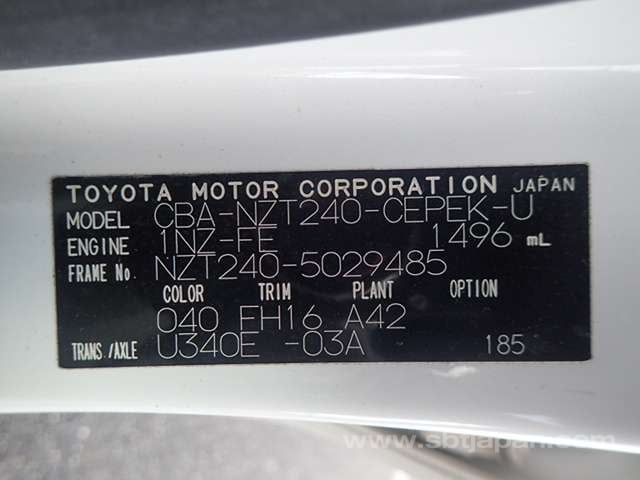 TOYOTA MOTOR CORPORATION JAPAN
MODEL CBA-NZT240-CEPEK-U
ENGINE 1NZ-FE 1496 mL
FRAME No. NZT240-5029485
COLOR TRIM PLANT OPTION
040 FH16 A42
TRANS./AXLE U340E -03A 185
www.sbtjapan.com